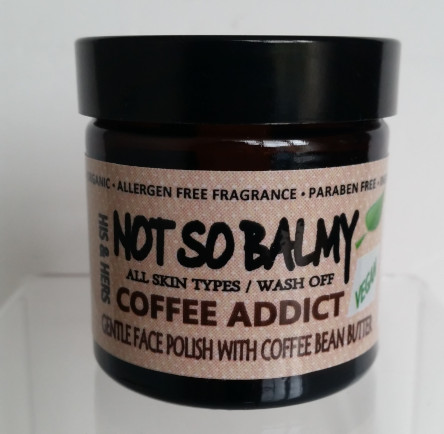 ORGANIC • ALLERGEN FREE FRAGRANCE • PARABEN FREE •
HIS & HERS
NOT SO BALMY
ALL SKIN TYPES / WASH OFF
VEGAN
COFFEE ADDICT
GENTLE FACE POLISH WITH COFFEE BEAN BUTTER